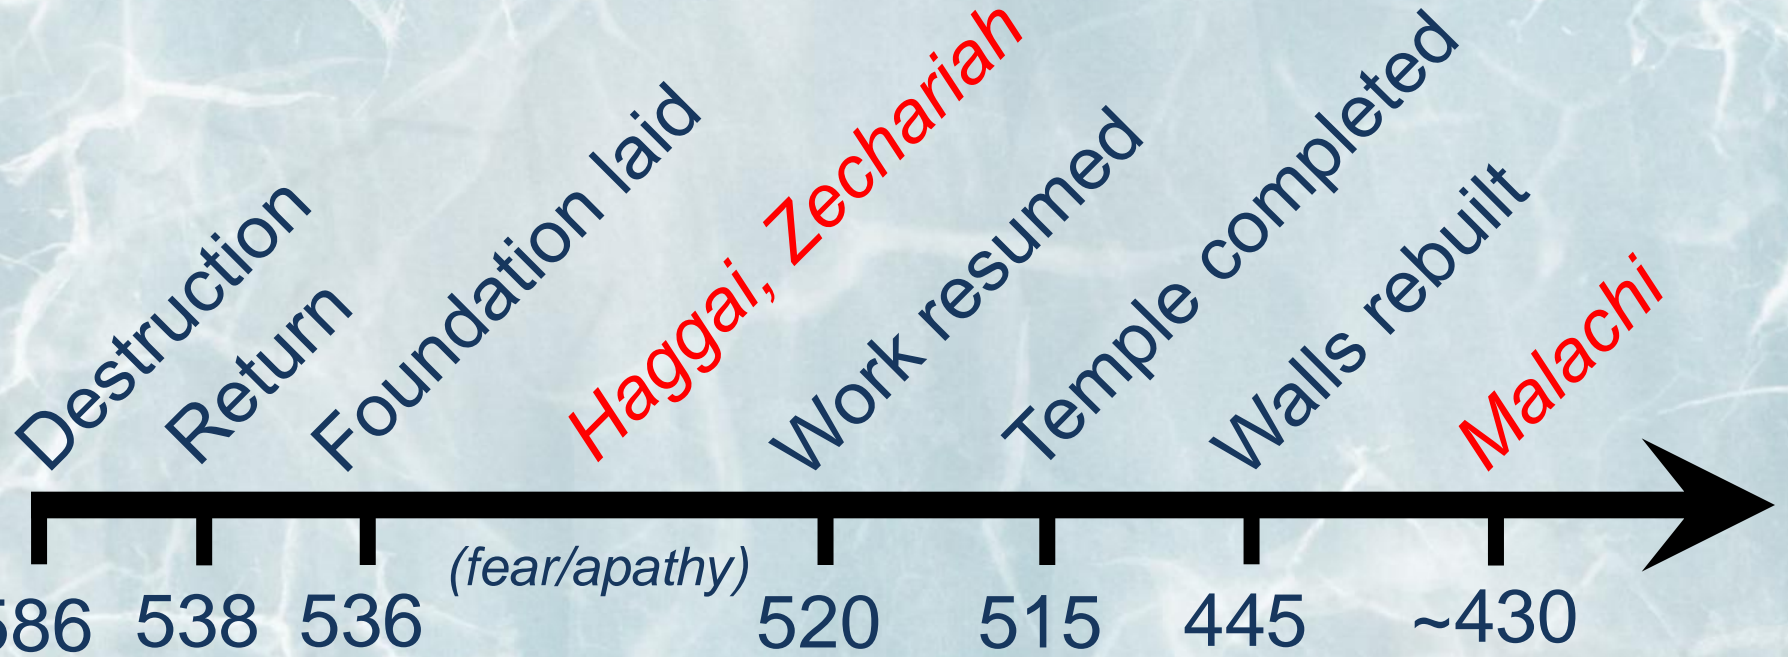 Destruction
Return
Foundation laid
Haggai, Zechariah
Work resumed
Temple completed
Walls rebuilt
Malachi
(fear/apathy)
586
538
536
520
515
445
~430